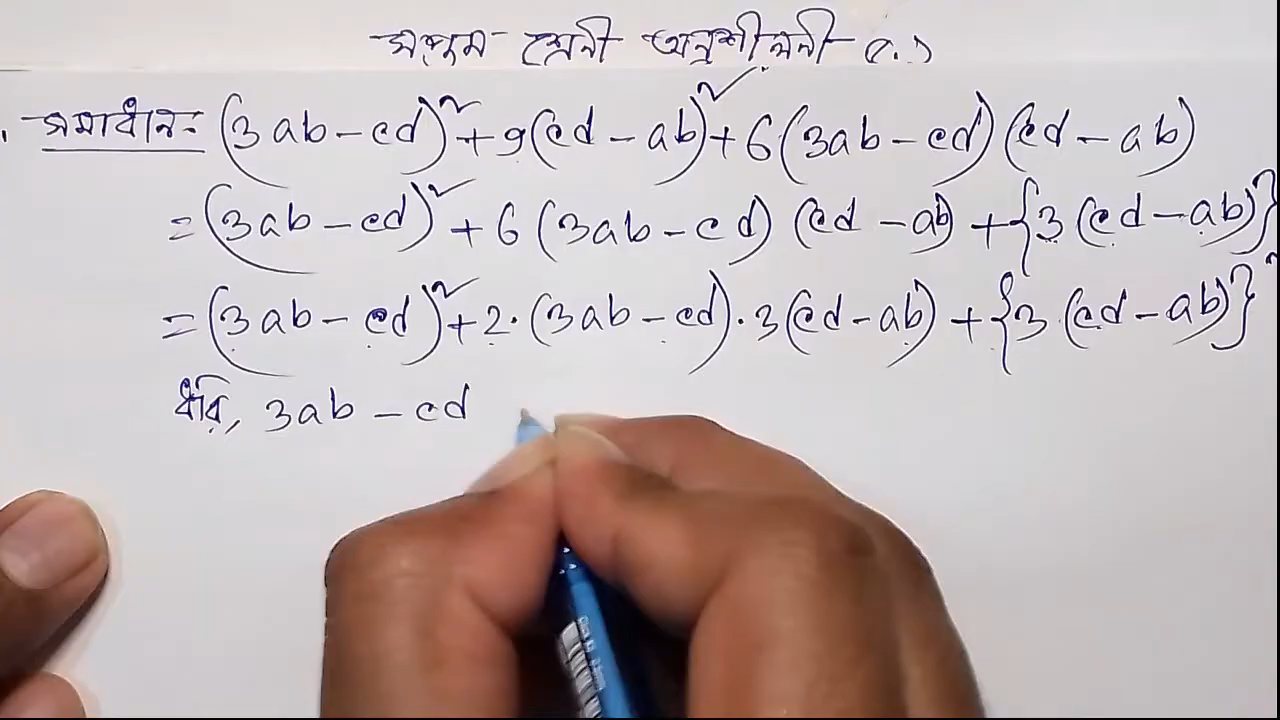 সপ্তম শ্রেনী অনুশীলনী ৫.১
সমাধান:- (3ab-cd)² + 9(cd-ab)² + 6(3ab-cd)(cd-ab)
= (3ab-cd)² + 6(3ab-cd)(cd-ab) + {3(cd-ab)}²
= (3ab-cd)² + 2.(3ab-cd).3(cd-ab) + {3(cd-ab)}²
ধরি, 3ab-cd